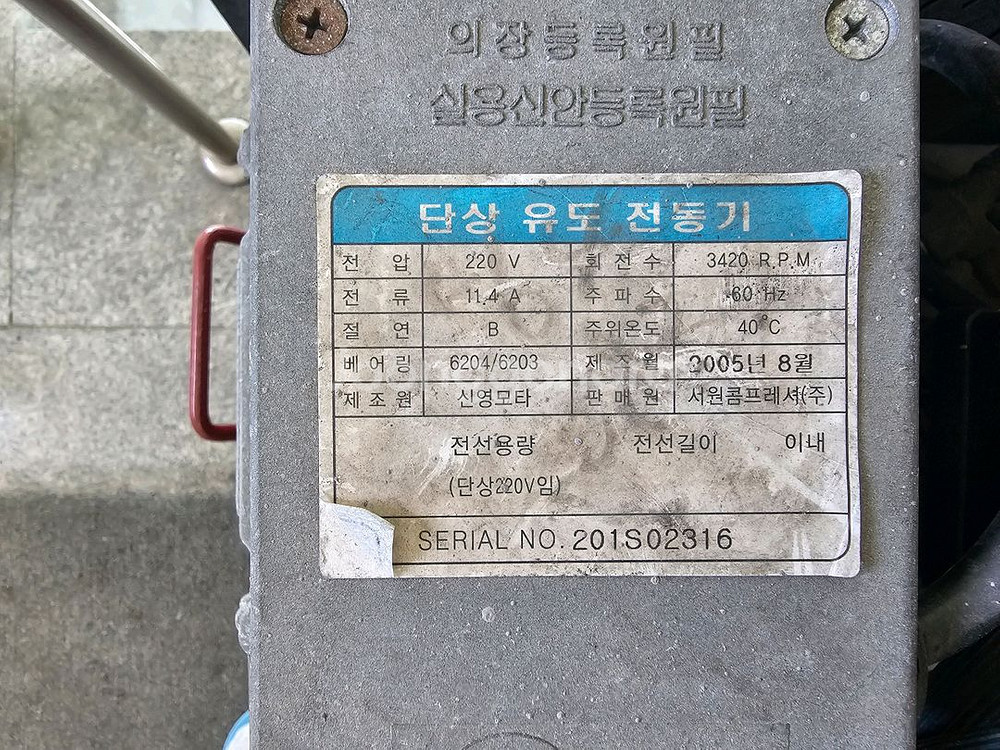 의장등록원필
실용신안등록원필
단상 유도 전동기
전 압 220 V 회 전 수 3420 R.P.M
전 류 11.4 A 주 파 수 60 Hz
절 연 B 주위온도 40°C
베 어 링 6204/6203 제 조 월 2005년 8월
제 조 원 신영모타 판 매 원 서원콤프레셔(주)
전선용량 전선길이 이내
(단상220V임)
SERIAL NO. 201S02316